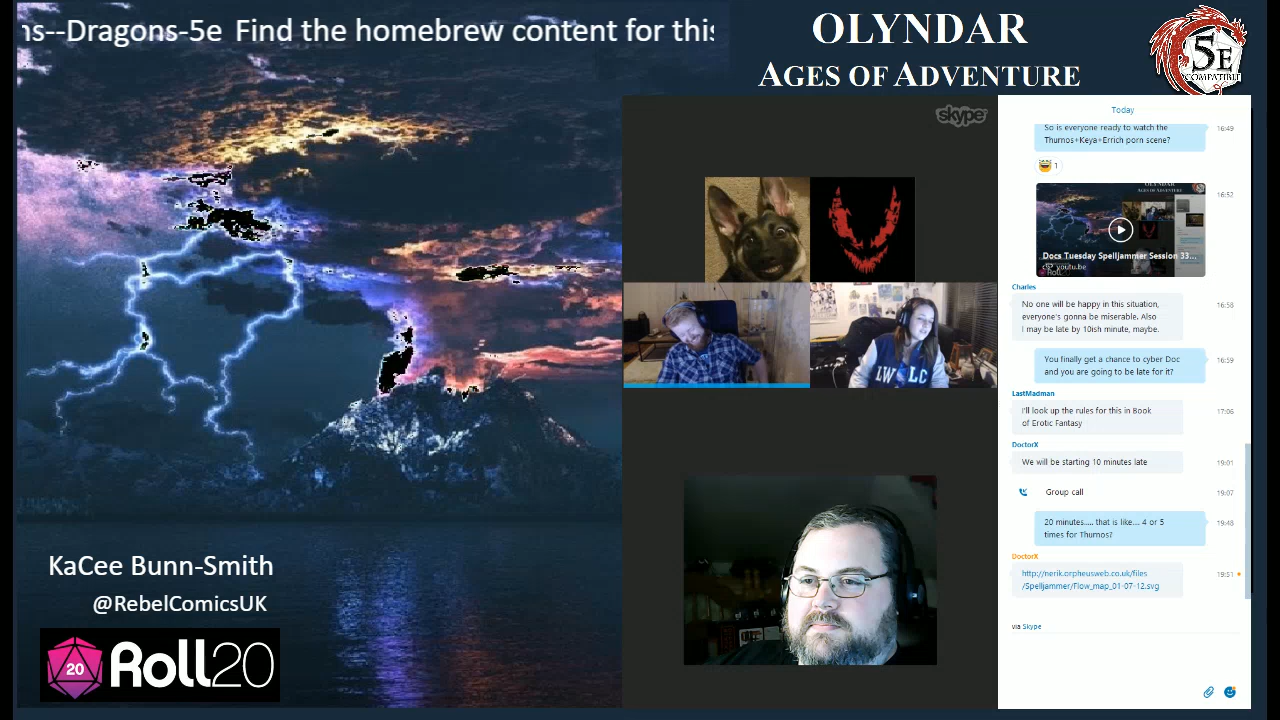 ns--Dragons-5e Find the homebrew content for this
OLYNDAR
AGES OF ADVENTURE
5E
COMPATIBLE
skype
Today
So is everyone ready to watch the
Thurnos+Keya+Errich porn scene?
16:49
1
OLYNDAR
AGES OF ADVENTURE
16:52
Docs Tuesday Spelljammer Session 33...
youtu.be
Charles
No one will be happy in this situation,
everyone's gonna be miserable. Also
I may be late by 10ish minute, maybe.
16:58
You finally get a chance to cyber Doc
and you are going to be late for it?
16:59
LastMadman
I'll look up the rules for this in Book
of Erotic Fantasy
17:06
DoctorX
We will be starting 10 minutes late
19:01
Group call
19:07
20 minutes..... that is like.... 4 or 5
times for Thurnos?
19:48
DoctorX
http://nerik.orpheusweb.co.uk/files
/Spelljammer/Flow_map_01-07-12.svg
19:51
via Skype
KaCee Bunn-Smith
@RebelComicsUK
20
Roll20